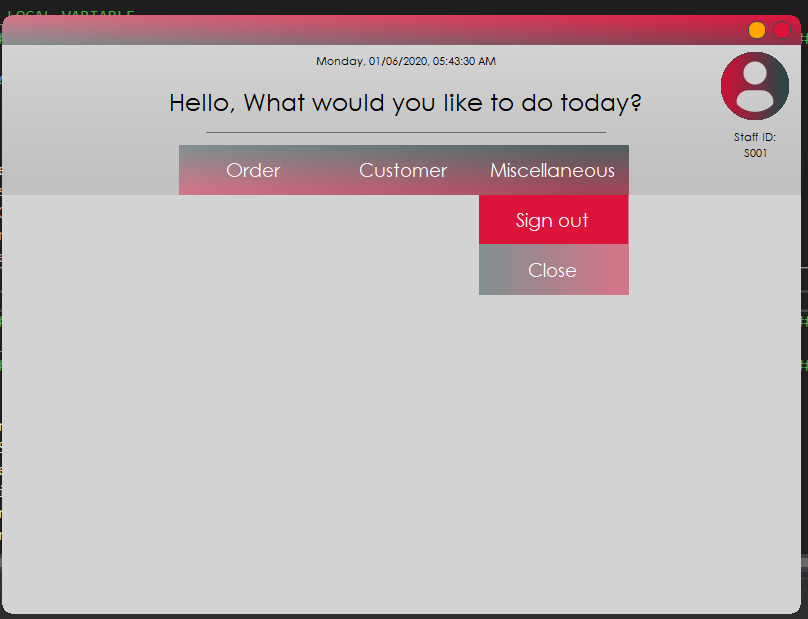 LOCAL VARIABLE
Monday, 01/06/2020, 05:43:30 AM
Hello, What would you like to do today?
Staff ID:
S001
Order Customer Miscellaneous
Sign out
Close